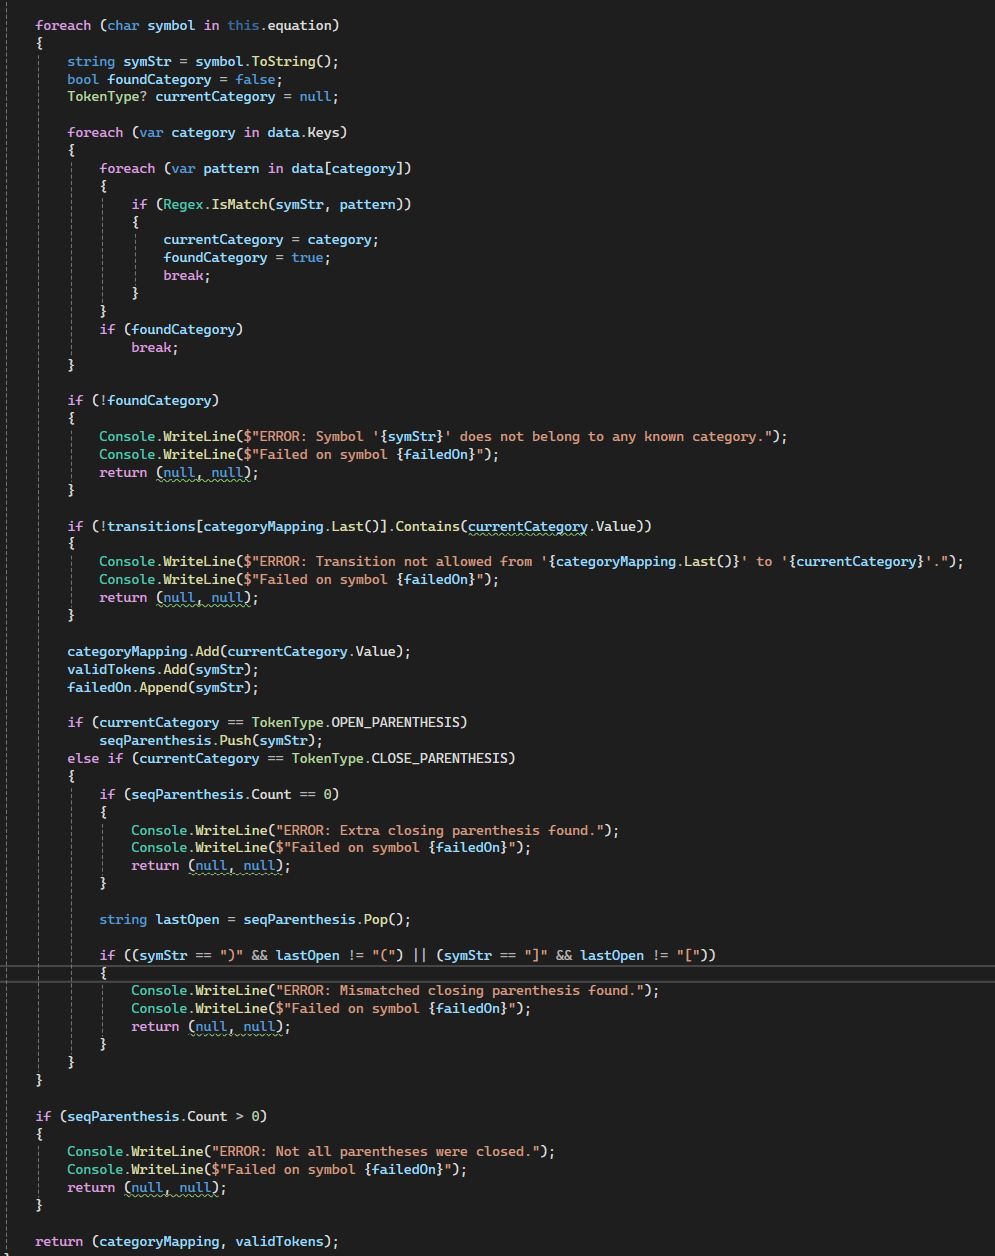 foreach (char symbol in this.equation)
{
    string symStr = symbol.ToString();
    bool foundCategory = false;
    TokenType? currentCategory = null;

    foreach (var category in data.Keys)
    {
        foreach (var pattern in data[category])
        {
            if (Regex.IsMatch(symStr, pattern))
            {
                currentCategory = category;
                foundCategory = true;
                break;
            }
        }
        if (foundCategory)
            break;
    }

    if (!foundCategory)
    {
        Console.WriteLine($"ERROR: Symbol '{symStr}' does not belong to any known category.");
        Console.WriteLine($"Failed on symbol {failedOn}");
        return (null, null);
    }

    if (!transitions[categoryMapping.Last()].Contains(currentCategory.Value))
    {
        Console.WriteLine($"ERROR: Transition not allowed from '{categoryMapping.Last()}' to '{currentCategory}'.");
        Console.WriteLine($"Failed on symbol {failedOn}");
        return (null, null);
    }

    categoryMapping.Add(currentCategory.Value);
    validTokens.Add(symStr);
    failedOn.Append(symStr);

    if (currentCategory == TokenType.OPEN_PARENTHESIS)
        seqParenthesis.Push(symStr);
    else if (currentCategory == TokenType.CLOSE_PARENTHESIS)
    {
        if (seqParenthesis.Count == 0)
        {
            Console.WriteLine("ERROR: Extra closing parenthesis found.");
            Console.WriteLine($"Failed on symbol {failedOn}");
            return (null, null);
        }

        string lastOpen = seqParenthesis.Pop();

        if ((symStr == ")" && lastOpen != "(") || (symStr == "]" && lastOpen != "["))
        {
            Console.WriteLine("ERROR: Mismatched closing parenthesis found.");
            Console.WriteLine($"Failed on symbol {failedOn}");
            return (null, null);
        }
    }
}

if (seqParenthesis.Count > 0)
{
    Console.WriteLine("ERROR: Not all parentheses were closed.");
    Console.WriteLine($"Failed on symbol {failedOn}");
    return (null, null);
}

return (categoryMapping, validTokens);